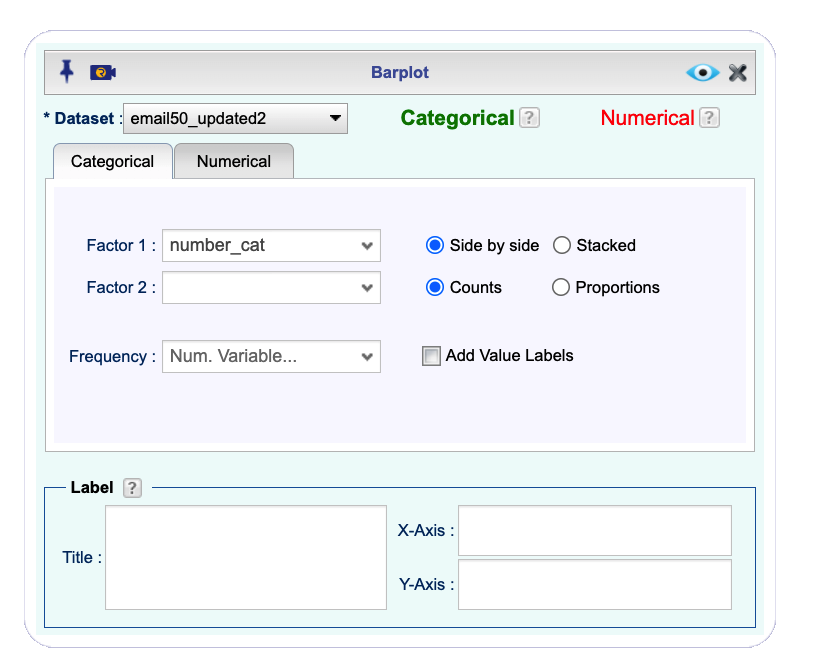 Barplot
* Dataset : email50_updated2 Categorical ? Numerical ?
Categorical Numerical
Factor 1 : number_cat Side by side Stacked
Factor 2 : Counts Proportions
Frequency : Num. Variable... Add Value Labels
Label ?
X-Axis :
Title :
Y-Axis :